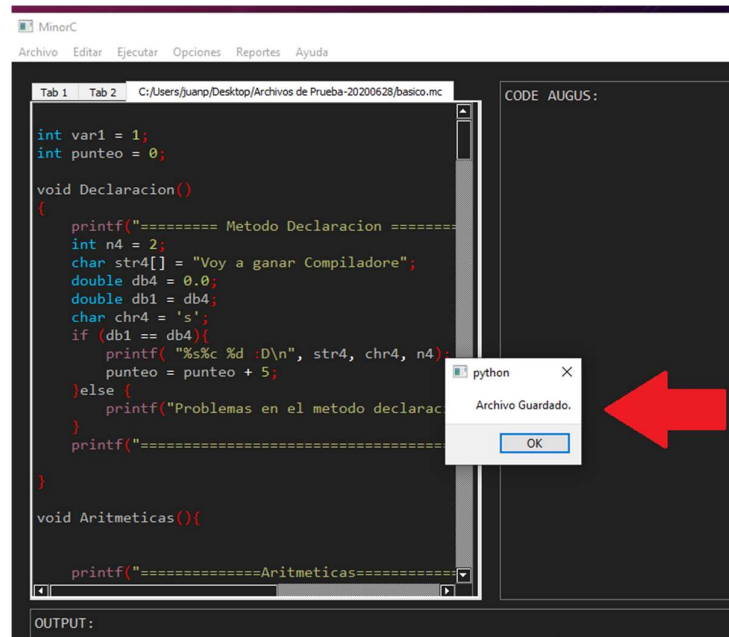 MinorC
Archivo Editar Ejecutar Opciones Reportes Ayuda
Tab 1 Tab 2 C:/Users/juanp/Desktop/Archivos de Prueba-20200628/basico.mc
CODE AUGUS:
int var1 = 1;
int punteo = 0;
void Declaracion()
{
printf("========= Metodo Declaracion ========
int n4 = 2;
char str4[] = "Voy a ganar Compiladore";
double db4 = 0.0;
double db1 = db4;
char chr4 = 's';
if (db1 == db4){
printf( "%s%c %d :D\n", str4, chr4, n4);
punteo = punteo + 5;
}else {
printf("Problemas en el metodo declarac
}
printf("===================================
}
python
Archivo Guardado.
OK
void Aritmeticas(){
printf("==============Aritmeticas============
OUTPUT: